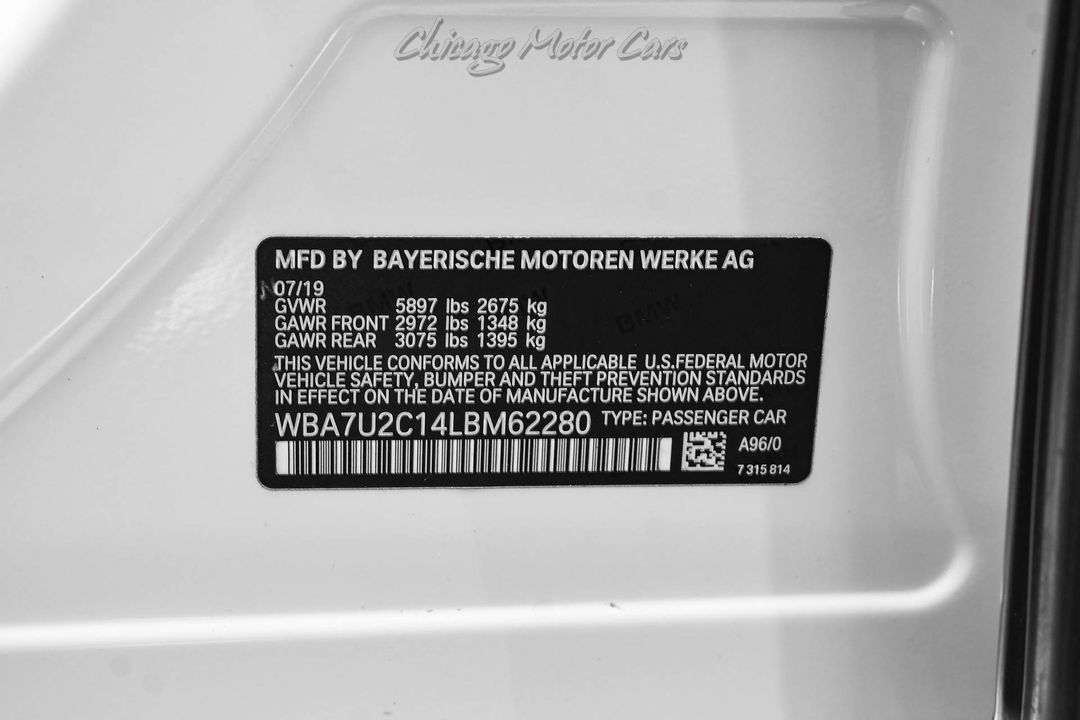 Chicago Motor Cars
MFD BY BAYERISCHE MOTOREN WERKE AG
07/19
GVWR 5897 lbs 2675 kg
GAWR FRONT 2972 lbs 1348 kg
GAWR REAR 3075 lbs 1395 kg
THIS VEHICLE CONFORMS TO ALL APPLICABLE U.S.FEDERAL MOTOR
VEHICLE SAFETY, BUMPER AND THEFT PREVENTION STANDARDS
IN EFFECT ON THE DATE OF MANUFACTURE SHOWN ABOVE.
WBA7U2C14LBM62280 TYPE: PASSENGER CAR
A96/0
7 315 814
BMW
BMW